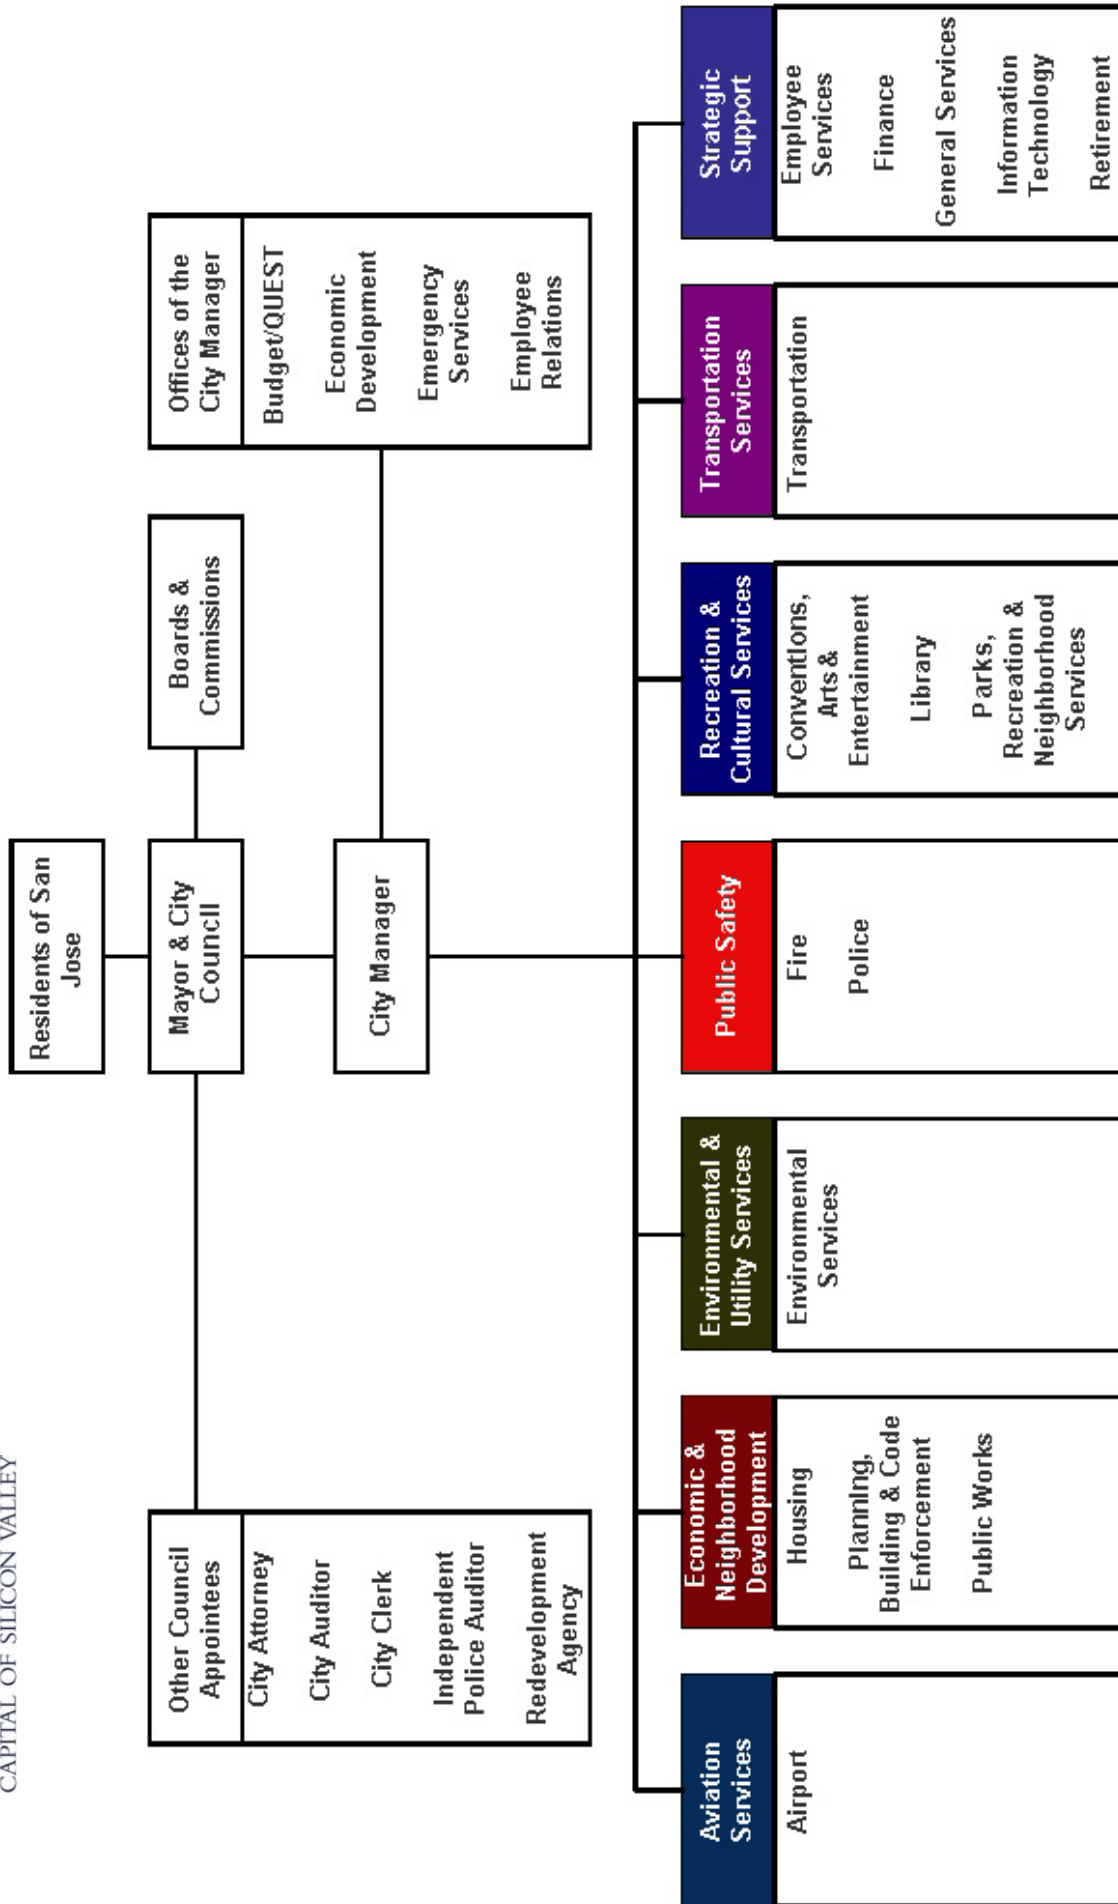 CAPITAL OF SILICON VALLEY
Residents of San
Jose
Other Council
Appointees
City Attorney
City Auditor
City Clerk
Independent
Police Auditor
Redevelopment
Agency
Mayor & City
Council
Boards &
Commissions
Offices of the
City Manager
Budget/QUEST
Economic
Development
Emergency
Services
Employee
Relations
City Manager
Aviation
Services
Airport
Economic &
Neighborhood
Development
Housing
Planning,
Building & Code
Enforcement
Public Works
Environmental &
Utility Services
Environmental
Services
Public Safety
Fire
Police
Recreation &
Cultural Services
Conventions,
Arts &
Entertainment
Library
Parks,
Recreation &
Neighborhood
Services
Transportation
Services
Transportation
Strategic
Support
Employee
Services
Finance
General Services
Information
Technology
Retirement